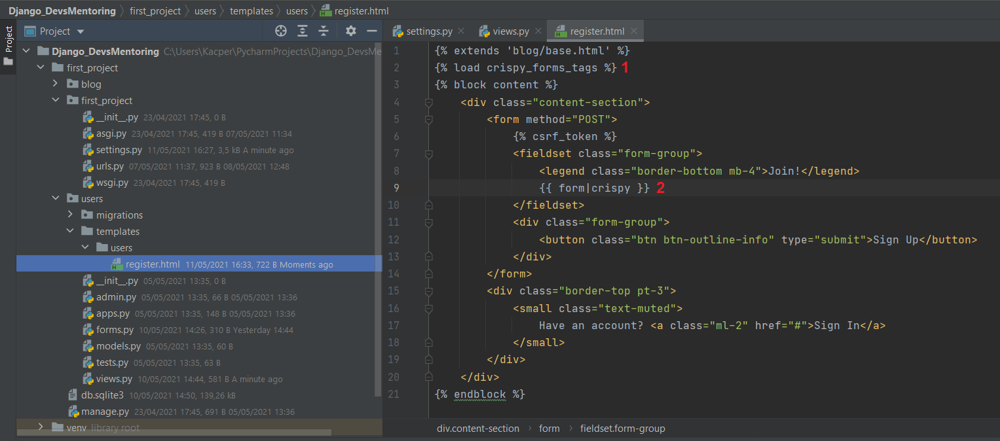 Django_DevsMentoring first_project users templates users register.html
Project
Project
Django_DevsMentoring C:\Users\Kacper\PycharmProjects\Django_DevsMe
first_project
blog
first_project
__init__.py 23/04/2021 17:45, 0 B
asgi.py 23/04/2021 17:45, 419 B 07/05/2021 11:34
settings.py 11/05/2021 16:27, 3,5 kB A minute ago
urls.py 07/05/2021 11:37, 923 B 08/05/2021 12:48
wsgi.py 23/04/2021 17:45, 419 B
users
migrations
templates
users
register.html 11/05/2021 16:33, 722 B Moments ago
__init__.py 05/05/2021 13:35, 0 B
admin.py 05/05/2021 13:35, 66 B 05/05/2021 13:36
apps.py 05/05/2021 13:35, 148 B 05/05/2021 13:36
forms.py 10/05/2021 14:26, 310 B Yesterday 14:44
models.py 05/05/2021 13:35, 60 B
tests.py 05/05/2021 13:35, 63 B
views.py 10/05/2021 14:44, 581 B A minute ago
db.sqlite3 10/05/2021 14:50, 139,26 kB
manage.py 23/04/2021 17:45, 691 B 05/05/2021 13:36
venv library root
settings.py views.py register.html
1 {% extends 'blog/base.html' %}
2 {% load crispy_forms_tags %} 1
3 {% block content %}
4 <div class="content-section">
5 <form method="POST">
6 {% csrf_token %}
7 <fieldset class="form-group">
8 <legend class="border-bottom mb-4">Join!</legend>
9 {{ form|crispy }} 2
10 </fieldset>
11 <div class="form-group">
12 <button class="btn btn-outline-info" type="submit">Sign Up</button>
13 </div>
14 </form>
15 <div class="border-top pt-3">
16 <small class="text-muted">
17 Have an account? <a class="ml-2" href="#">Sign In</a>
18 </small>
19 </div>
20 </div>
21 {% endblock %}
div.content-section form fieldset.form-group